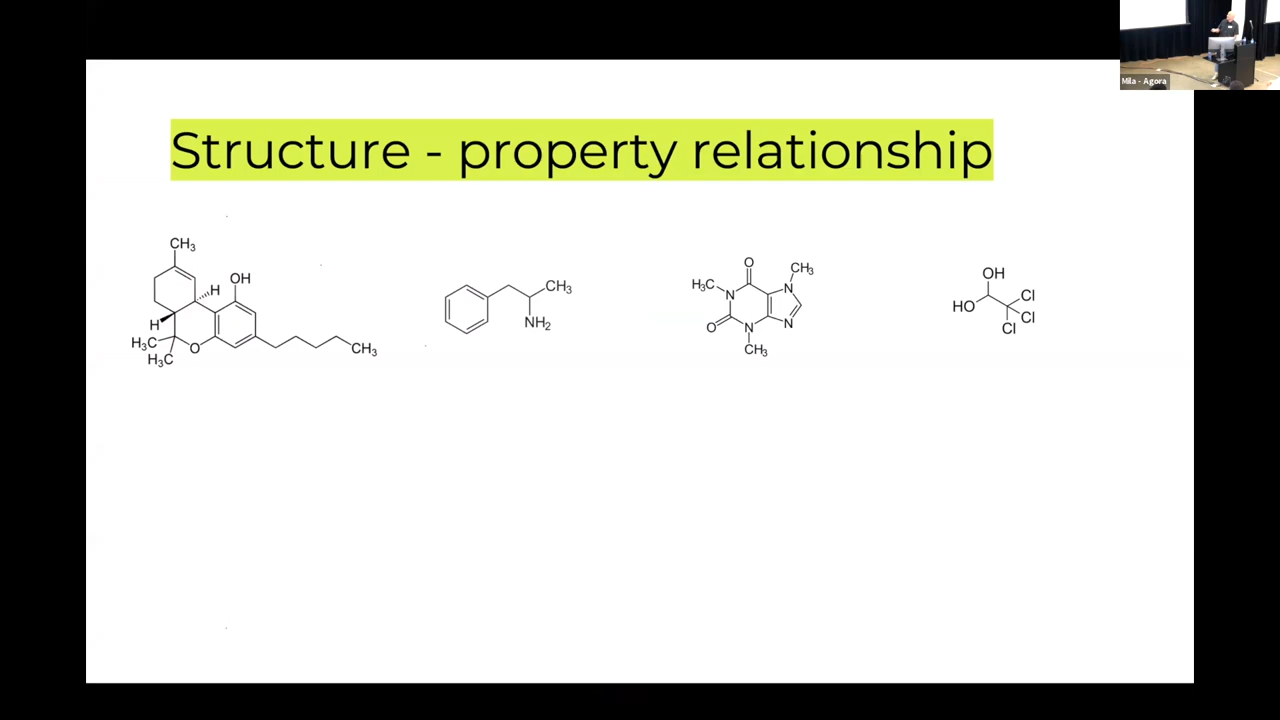 Mila - Agora
Structure - property relationship
CH3
OH
H
H
H3C
H3C
O
CH3
CH3
NH2
O
CH3
H3C
N
N
O
N
N
CH3
OH
HO
Cl
Cl
Cl